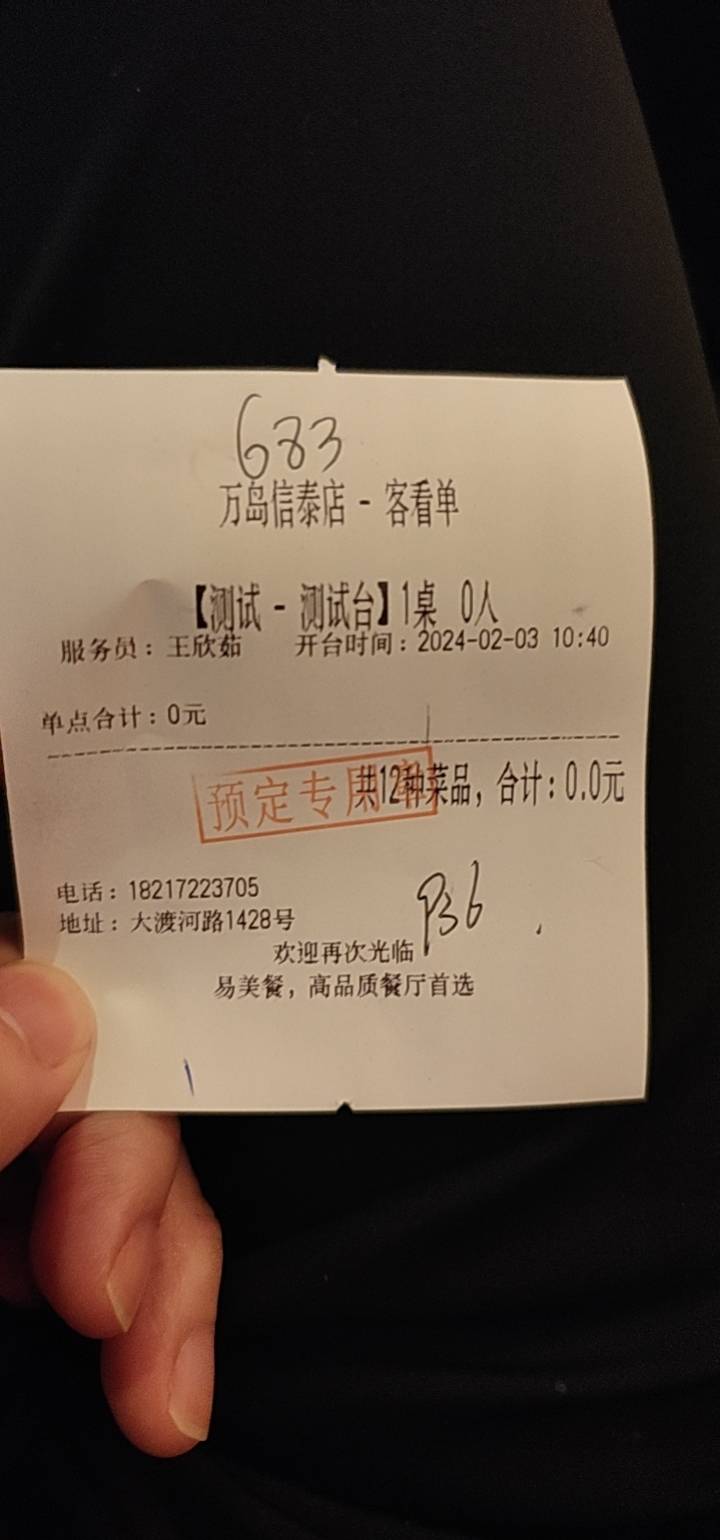 683
万岛信泰店 - 客看单
【测试 - 测试台】1桌 0人
服务员：王欣茹 开台时间：2024-02-03 10:40
单点合计：0元
预定专用章
共12种菜品，合计：0.0元
电话：18217223705
地址：大渡河路1428号
936
欢迎再次光临
易美餐，高品质餐厅首选